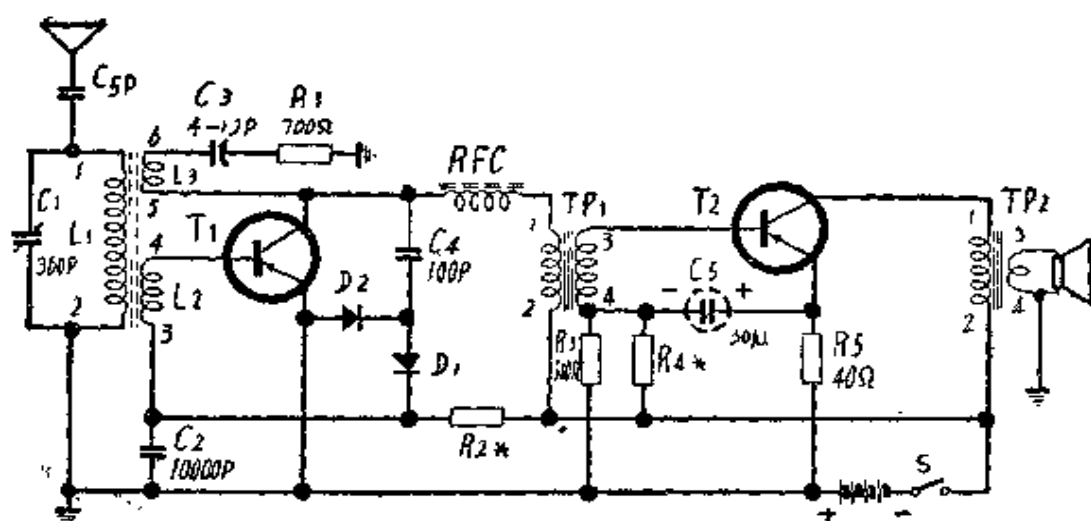 C5P
C3
4-12P
R1
700Ω
6
1
L3
RFC
5
C1
360P
L1
T1
4
C4
100P
1
TP1
3
T2
1
TP2
3
L2
D2
2
3
2
4
- C5 +
30μ
2
4
D1
R3
R4*
R5
40Ω
R2*
C2
10000P
S
+ -